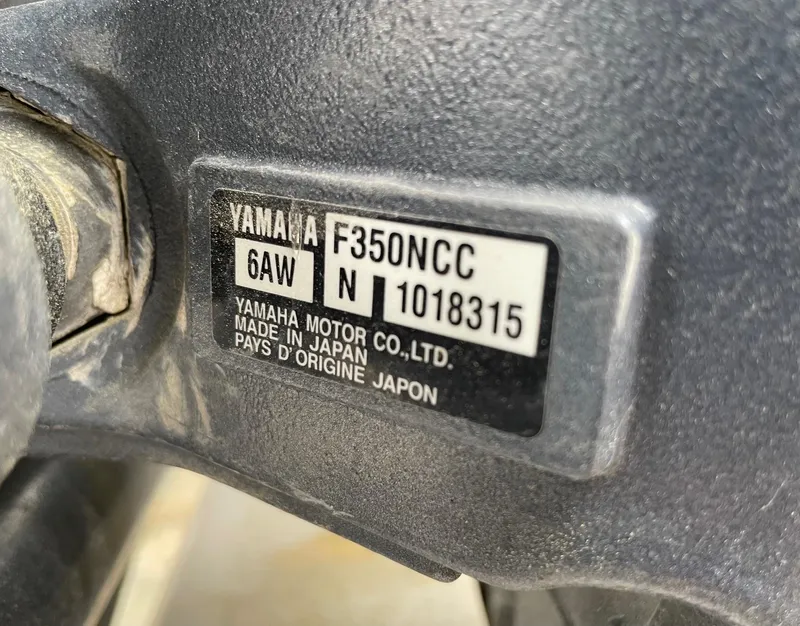 YAMAHA F350NCC
6AW N 1018315
YAMAHA MOTOR CO.,LTD.
MADE IN JAPAN
PAYS D'ORIGINE JAPON